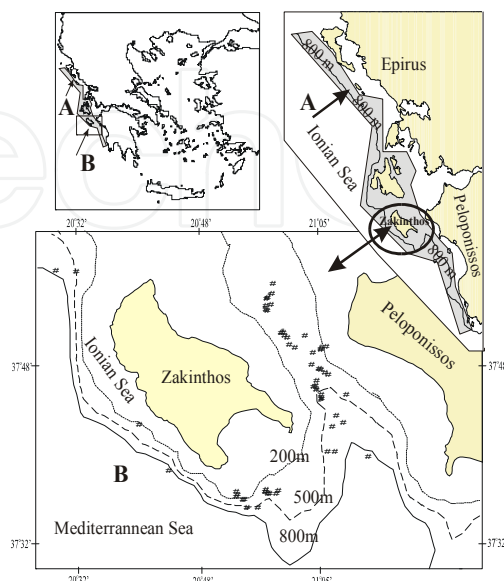 A
B
800 m
Epirus
A
800 m
Ionian Sea
Zakinthos
Peloponissos
800 m
20°32'
20°48'
21°05'
Peloponissos
37°48'
37°48'
Ionian Sea
Zakinthos
200m
B
500m
800m
Mediterrannean Sea
37°32'
37°32'
20°32'
20°48'
21°05'